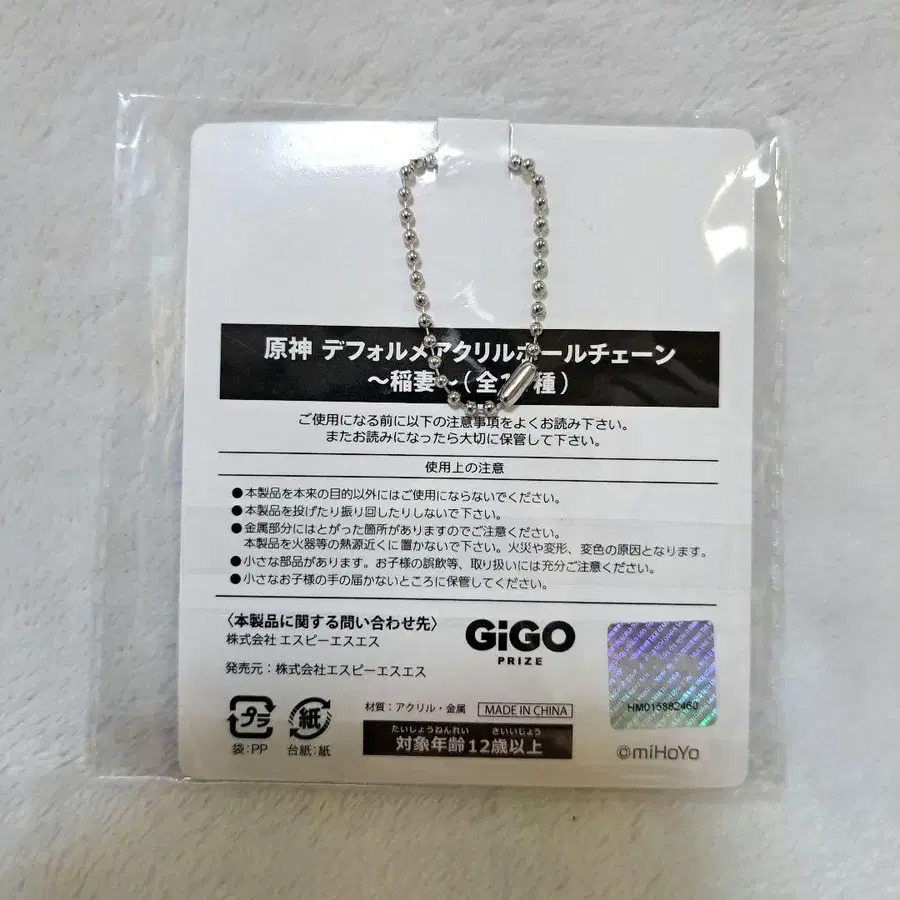 原神 デフォルメアクリルボールチェーン
～稲妻～（全1 種）
ご使用になる前に以下の注意事項をよくお読み下さい。
またお読みになったら大切に保管して下さい。
使用上の注意
●本製品を本来の目的以外にはご使用にならないでください。
●本製品を投げたり振り回したりしないで下さい。
●金属部分にはとがった箇所がありますのでご注意ください。
本製品を火器等の熱源近くに置かないで下さい。火災や変形、変色の原因となります。
●小さい部品があります。お子様の誤飲等、取り扱いには充分ご注意ください。
●小さなお子様の手の届かないところに保管してください。
〈本製品に関する問い合わせ先〉
株式会社 エスピーエスエス
発売元：株式会社エスピーエスエス
GiGO
PRIZE
HM015882460
プラ
袋:PP
紙
台紙:紙
材質：アクリル・金属
MADE IN CHINA
たいしょうねんれい さいいじょう
対象年齢12歳以上
©miHoYo